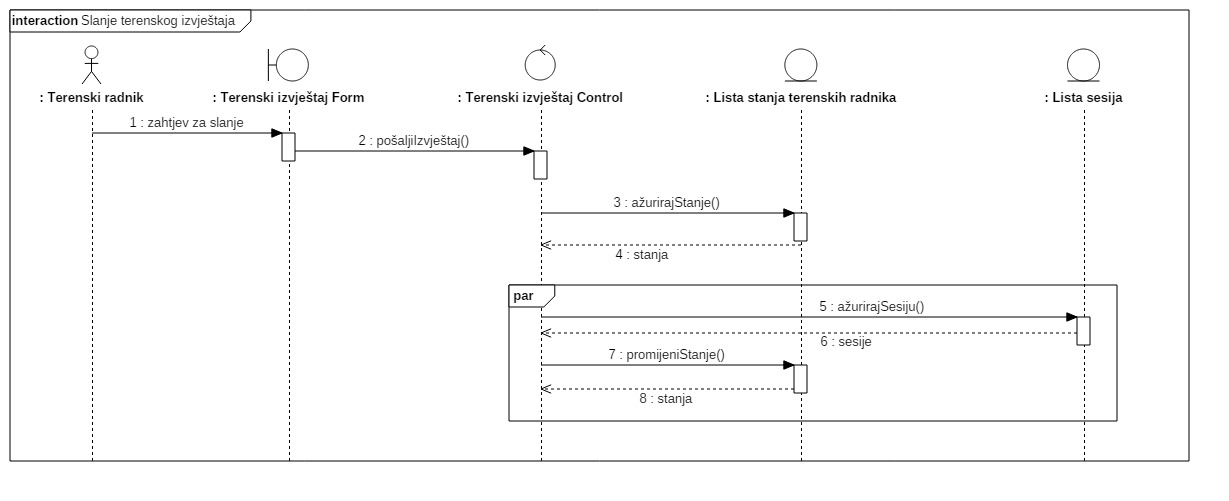 interaction Slanje terenskog izvještaja
: Terenski radnik
: Terenski izvještaj Form
: Terenski izvještaj Control
: Lista stanja terenskih radnika
: Lista sesija
1 : zahtjev za slanje
2 : pošaljiIzvještaj()
3 : ažurirajStanje()
4 : stanja
par
5 : ažurirajSesiju()
6 : sesije
7 : promijeniStanje()
8 : stanja